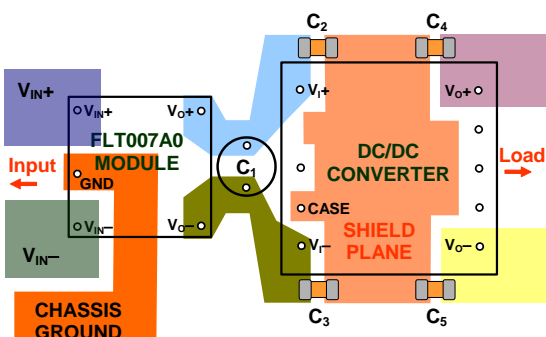 C2
C4
VIN+
VIN+
VO+
VI+
VO+
FLT007A0
MODULE
DC/DC
CONVERTER
Input
GND
C1
Load
CASE
VIN–
VIN–
VO–
VI–
SHIELD
PLANE
VO–
CHASSIS
GROUND
C3
C5